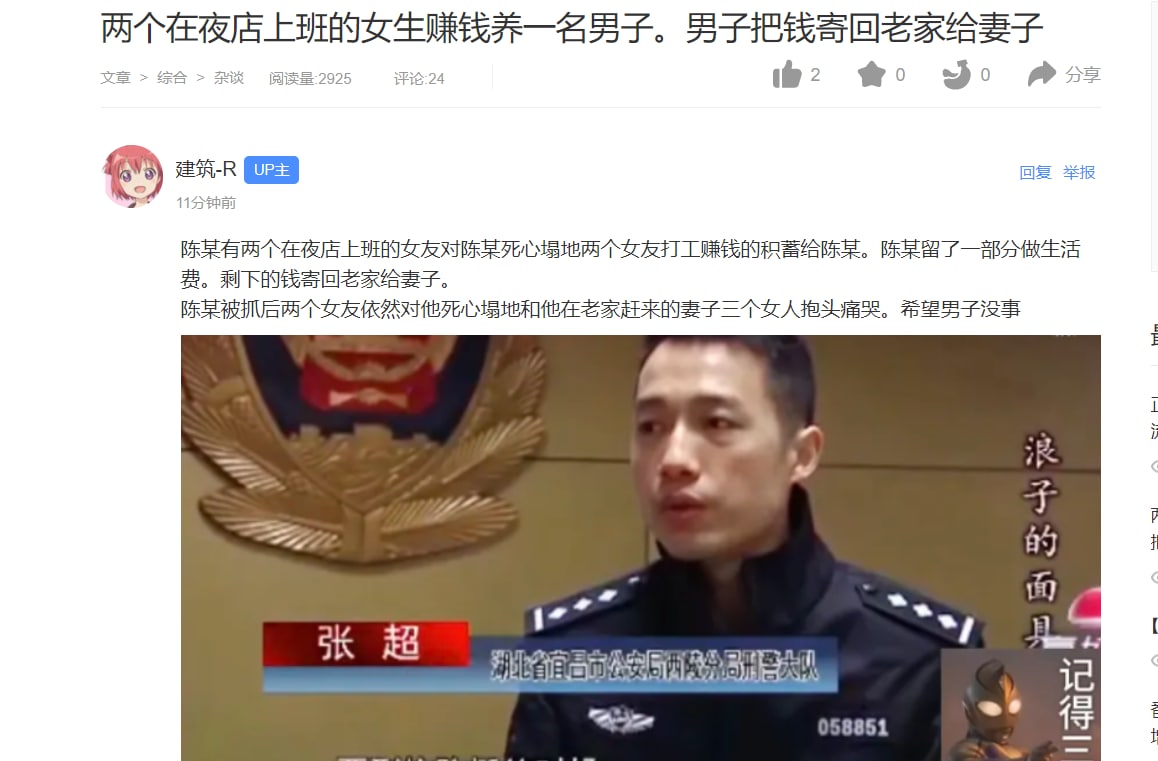 两个在夜店上班的女生赚钱养一名男子。男子把钱寄回老家给妻子
文章 > 综合 > 杂谈 阅读量:2925 评论:24
2 0 0 分享
建筑-R UP主
回复 举报
11分钟前
陈某有两个在夜店上班的女友对陈某死心塌地两个女友打工赚钱的积蓄给陈某。陈某留了一部分做生活
费。剩下的钱寄回老家给妻子。
陈某被抓后两个女友依然对他死心塌地和他在老家赶来的妻子三个女人抱头痛哭。希望男子没事
浪子的面具
张超
湖北省宜昌市公安局西陵分局刑警大队
058851
记得三